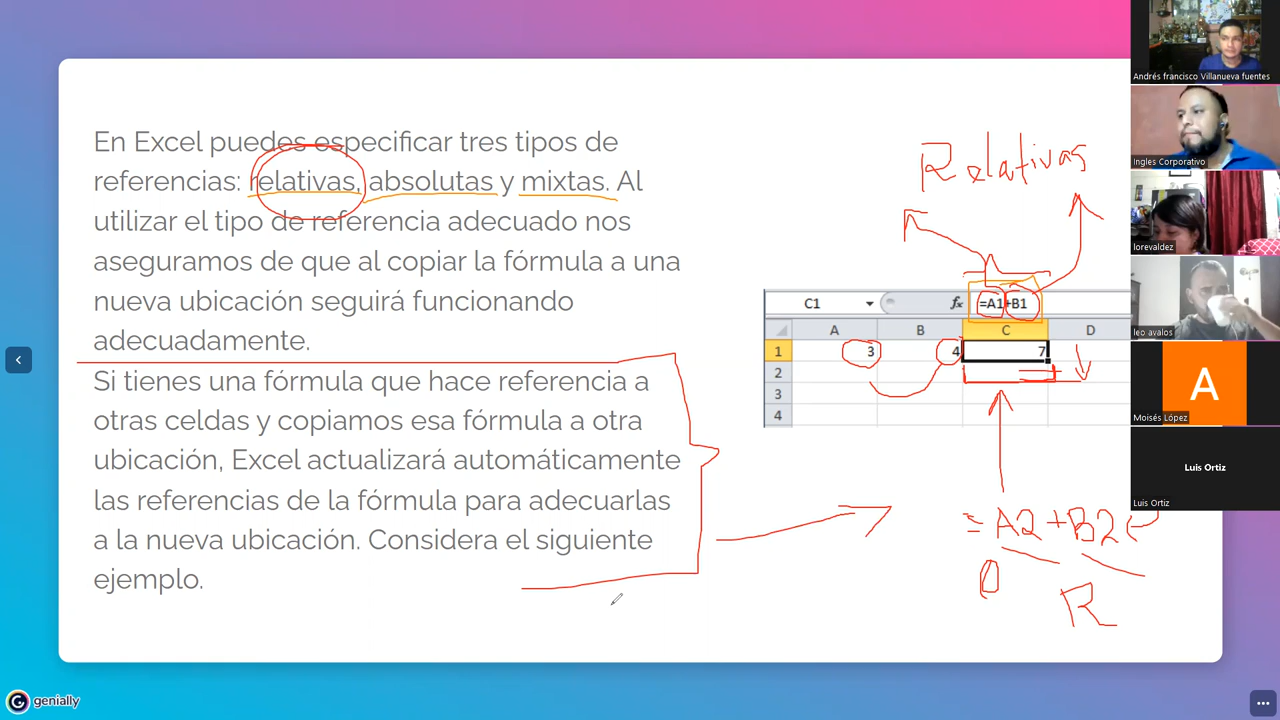 En Excel puedes especificar tres tipos de
referencias: relativas, absolutas y mixtas. Al
utilizar el tipo de referencia adecuado nos
aseguramos de que al copiar la fórmula a una
nueva ubicación seguirá funcionando
adecuadamente.
Si tienes una fórmula que hace referencia a
otras celdas y copiamos esa fórmula a otra
ubicación, Excel actualizará automáticamente
las referencias de la fórmula para adecuarlas
a la nueva ubicación. Considera el siguiente
ejemplo.
Relativas
C1 fx =A1+B1
A B C D
1 3 4 7
2
3
4
=A2+B2
0
R
Andrés francisco Villanueva fuentes
Ingles Corporativo
lorevaldez
leo avalos
A
Moisés López
Luis Ortiz
Luis Ortiz
genially